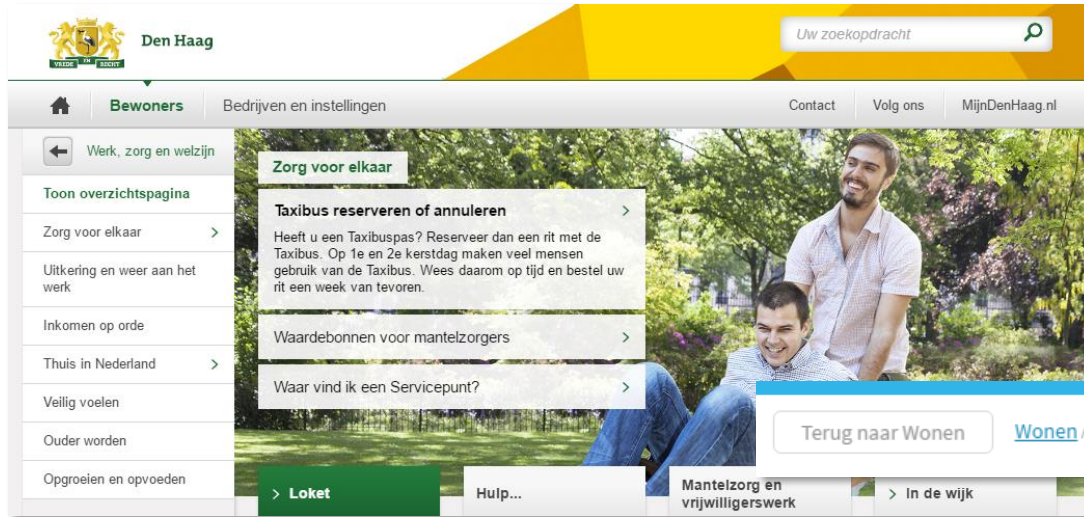 VREDE EN RECHT
Den Haag
Uw zoekopdracht
Bewoners
Bedrijven en instellingen
Contact
Volg ons
MijnDenHaag.nl
Werk, zorg en welzijn
Toon overzichtspagina
Zorg voor elkaar
Uitkering en weer aan het
werk
Inkomen op orde
Thuis in Nederland
Veilig voelen
Ouder worden
Opgroeien en opvoeden
Zorg voor elkaar
Taxibus reserveren of annuleren
Heeft u een Taxibuspas? Reserveer dan een rit met de
Taxibus. Op 1e en 2e kerstdag maken veel mensen
gebruik van de Taxibus. Wees daarom op tijd en bestel uw
rit een week van tevoren.
Waardebonnen voor mantelzorgers
Waar vind ik een Servicepunt?
Terug naar Wonen
Wonen /
> Loket
Hulp...
Mantelzorg en
vrijwilligerswerk
> In de wijk